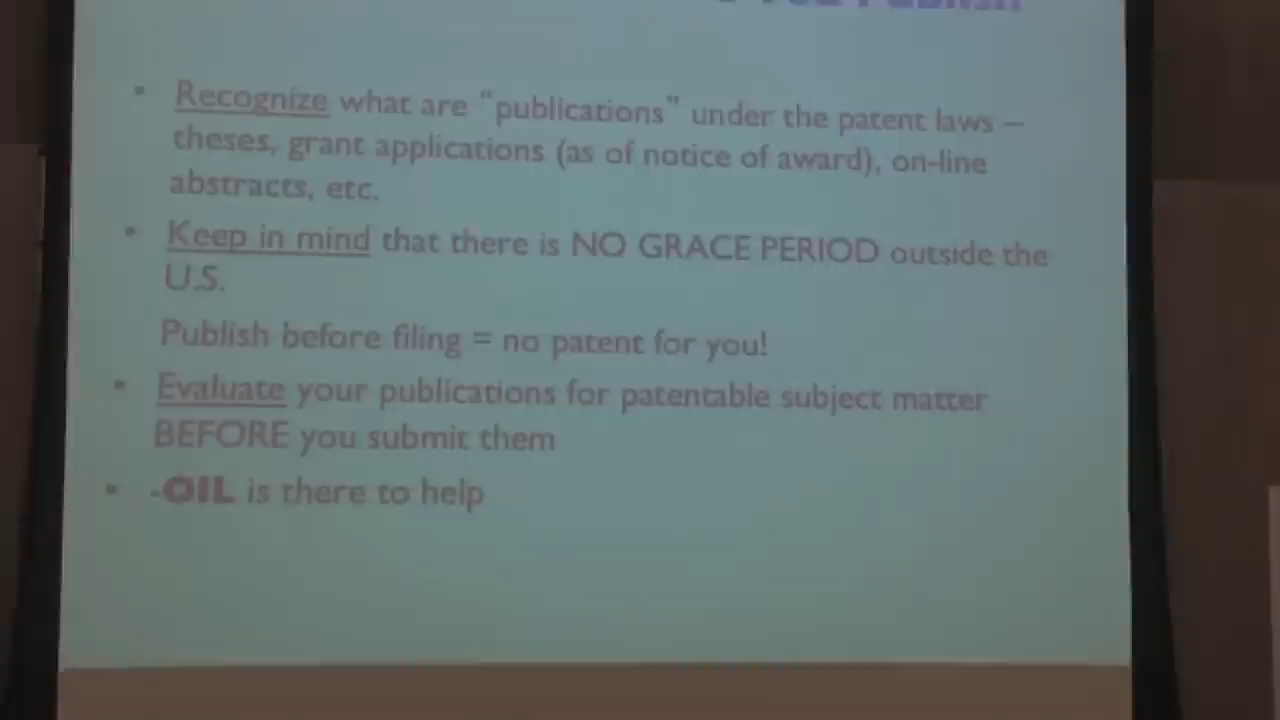 You Publish
• Recognize what are “publications” under the patent laws –
theses, grant applications (as of notice of award), on-line
abstracts, etc.
• Keep in mind that there is NO GRACE PERIOD outside the
U.S.
Publish before filing = no patent for you!
• Evaluate your publications for patentable subject matter
BEFORE you submit them
• -OIL is there to help